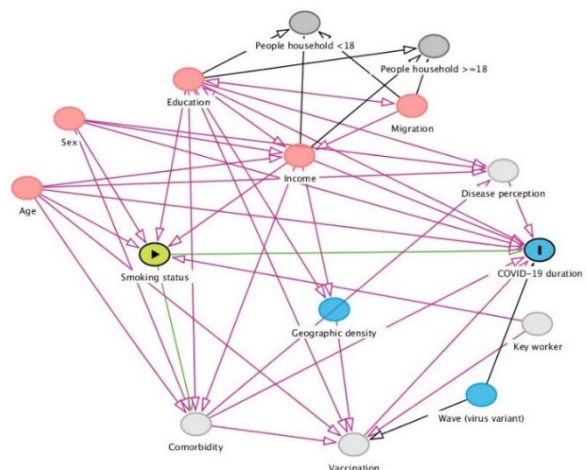 People household <18
People household >=18
Education
Migration
Sex
Income
Disease perception
Age
Smoking status
COVID-19 duration
Geographic density
Key worker
Wave (virus variant)
Comorbidity
Vaccination